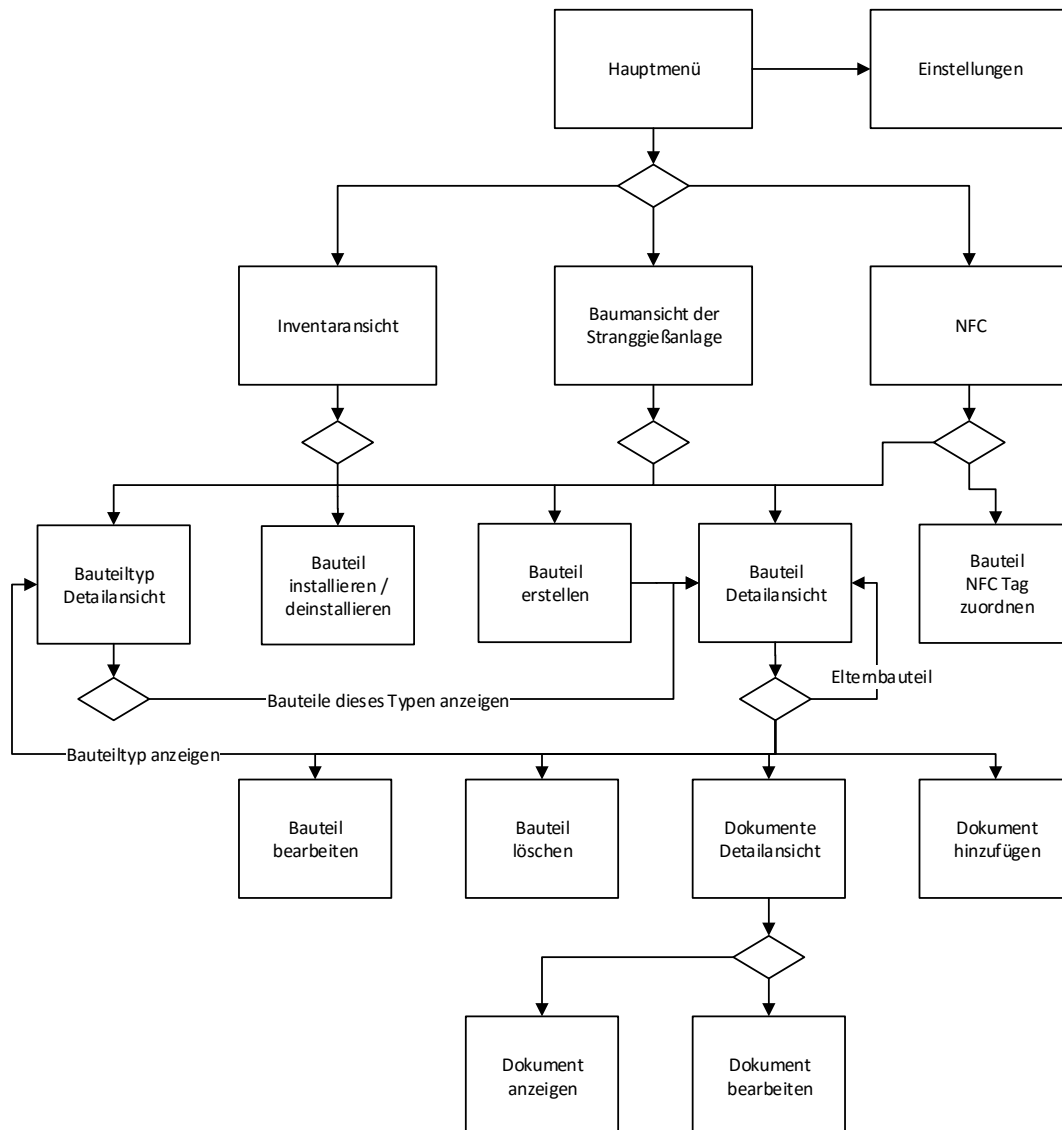 Hauptmenü
Einstellungen
Inventaransicht
Baumansicht der
Stranggießanlage
NFC
Bauteiltyp
Detailansicht
Bauteil
installieren /
deinstallieren
Bauteil
erstellen
Bauteil
Detailansicht
Bauteil
NFC Tag
zuordnen
Elternbauteil
Bauteile dieses Typen anzeigen
Bauteiltyp anzeigen
Bauteil
bearbeiten
Bauteil
löschen
Dokumente
Detailansicht
Dokument
hinzufügen
Dokument
anzeigen
Dokument
bearbeiten